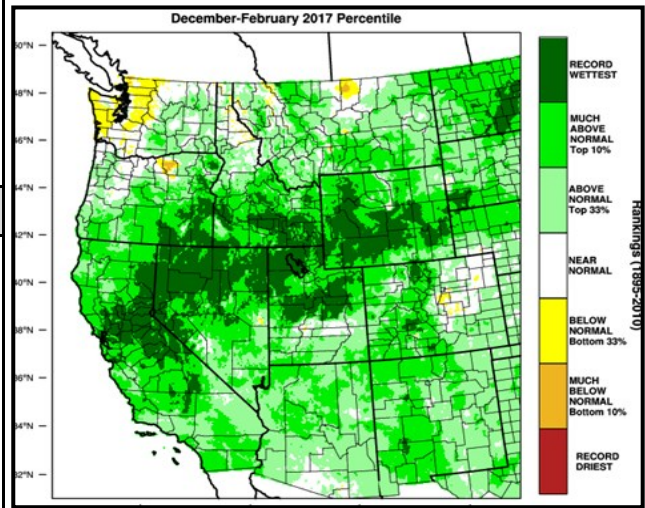 December-February 2017 Percentile
50°N
48°N
46°N
44°N
42°N
40°N
38°N
36°N
34°N
32°N
RECORD
WETTEST
MUCH
ABOVE
NORMAL
Top 10%
ABOVE
NORMAL
Top 33%
NEAR
NORMAL
BELOW
NORMAL
Bottom 33%
MUCH
BELOW
NORMAL
Bottom 10%
RECORD
DRIEST
Rankings (1895-2010)